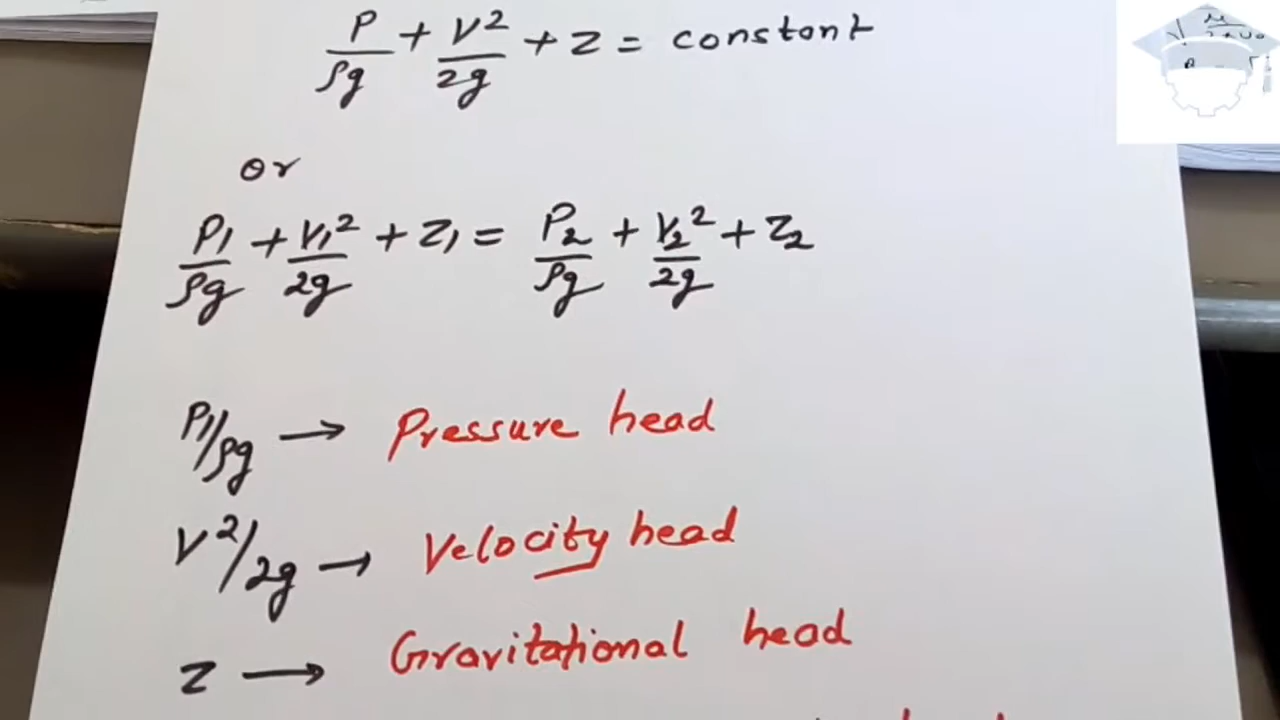 P/ρg + V²/2g + Z = constant
or
P₁/ρg + V₁²/2g + Z₁ = P₂/ρg + V₂²/2g + Z₂
P₁/ρg → Pressure head
V²/2g → Velocity head
Z → Gravitational head